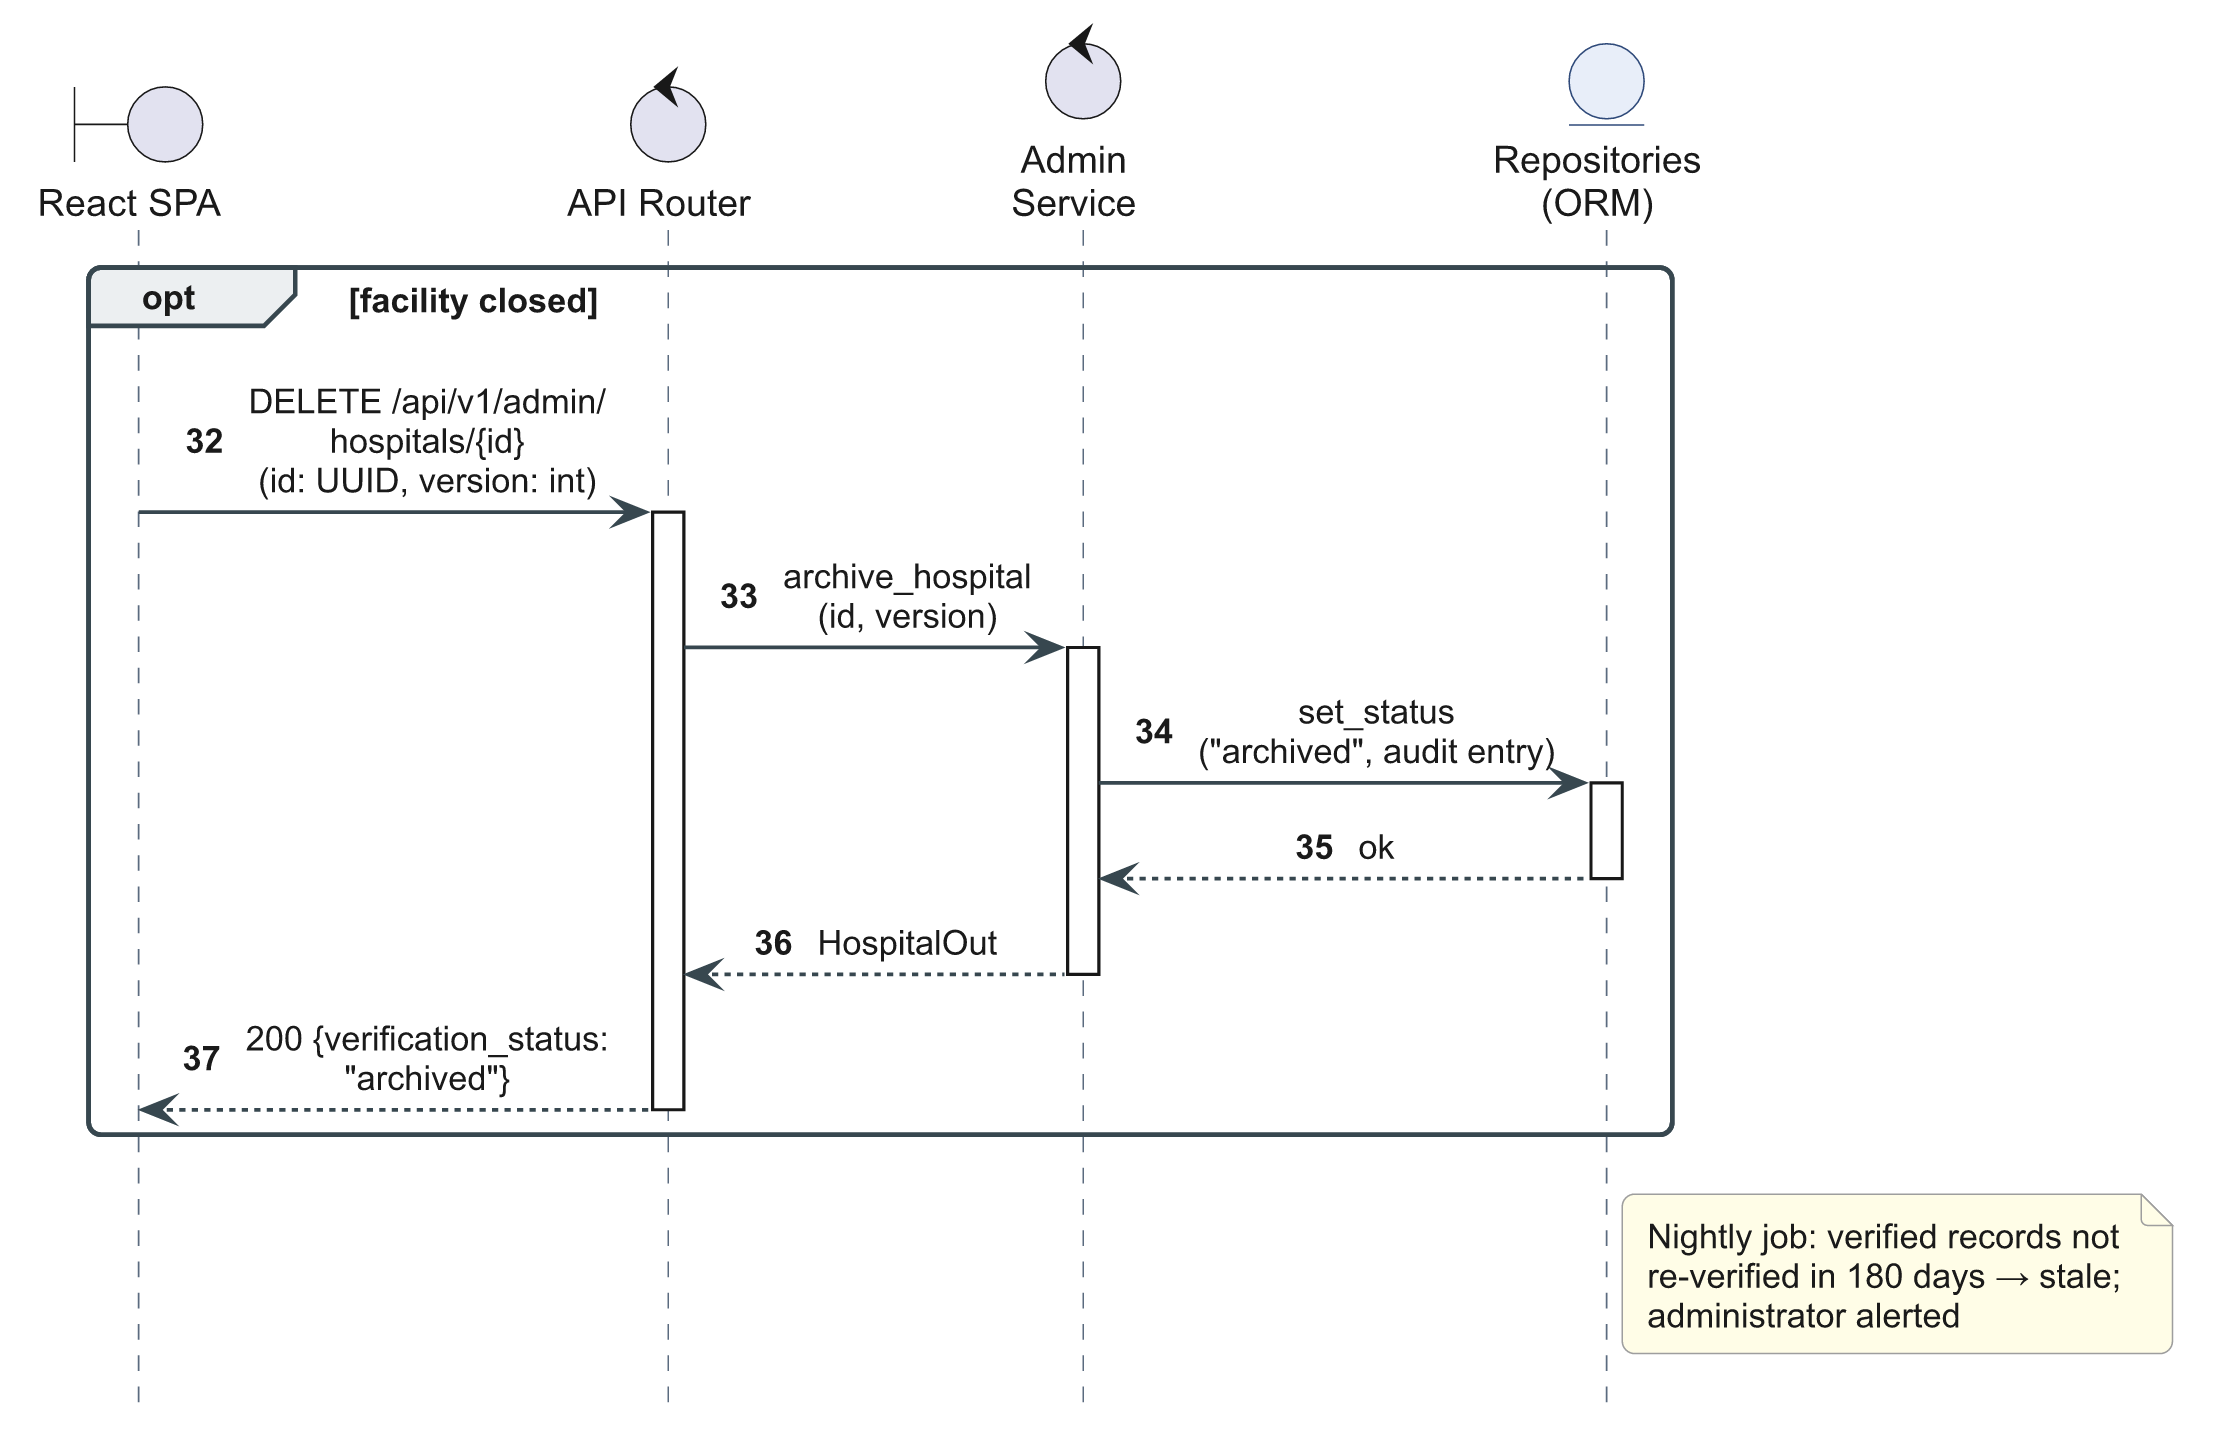 React SPA
API Router
Admin
Service
Repositories
(ORM)
opt
[facility closed]
32
DELETE /api/v1/admin/
hospitals/{id}
(id: UUID, version: int)
33
archive_hospital
(id, version)
34
set_status
("archived", audit entry)
35 ok
36 HospitalOut
37
200 {verification_status:
"archived"}
Nightly job: verified records not
re-verified in 180 days → stale;
administrator alerted